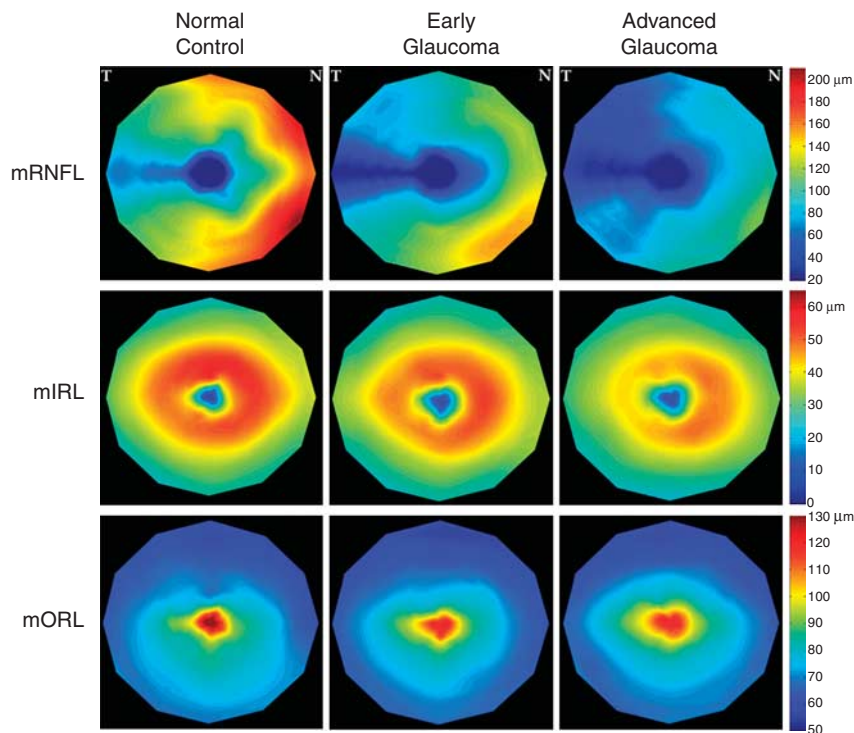 Normal Control
Early Glaucoma
Advanced Glaucoma
mRNFL
T
N
T
N
T
N
200 µm
180
160
140
120
100
80
60
40
20
mIRL
60 µm
50
40
30
20
10
0
mORL
130 µm
120
110
100
90
80
70
60
50